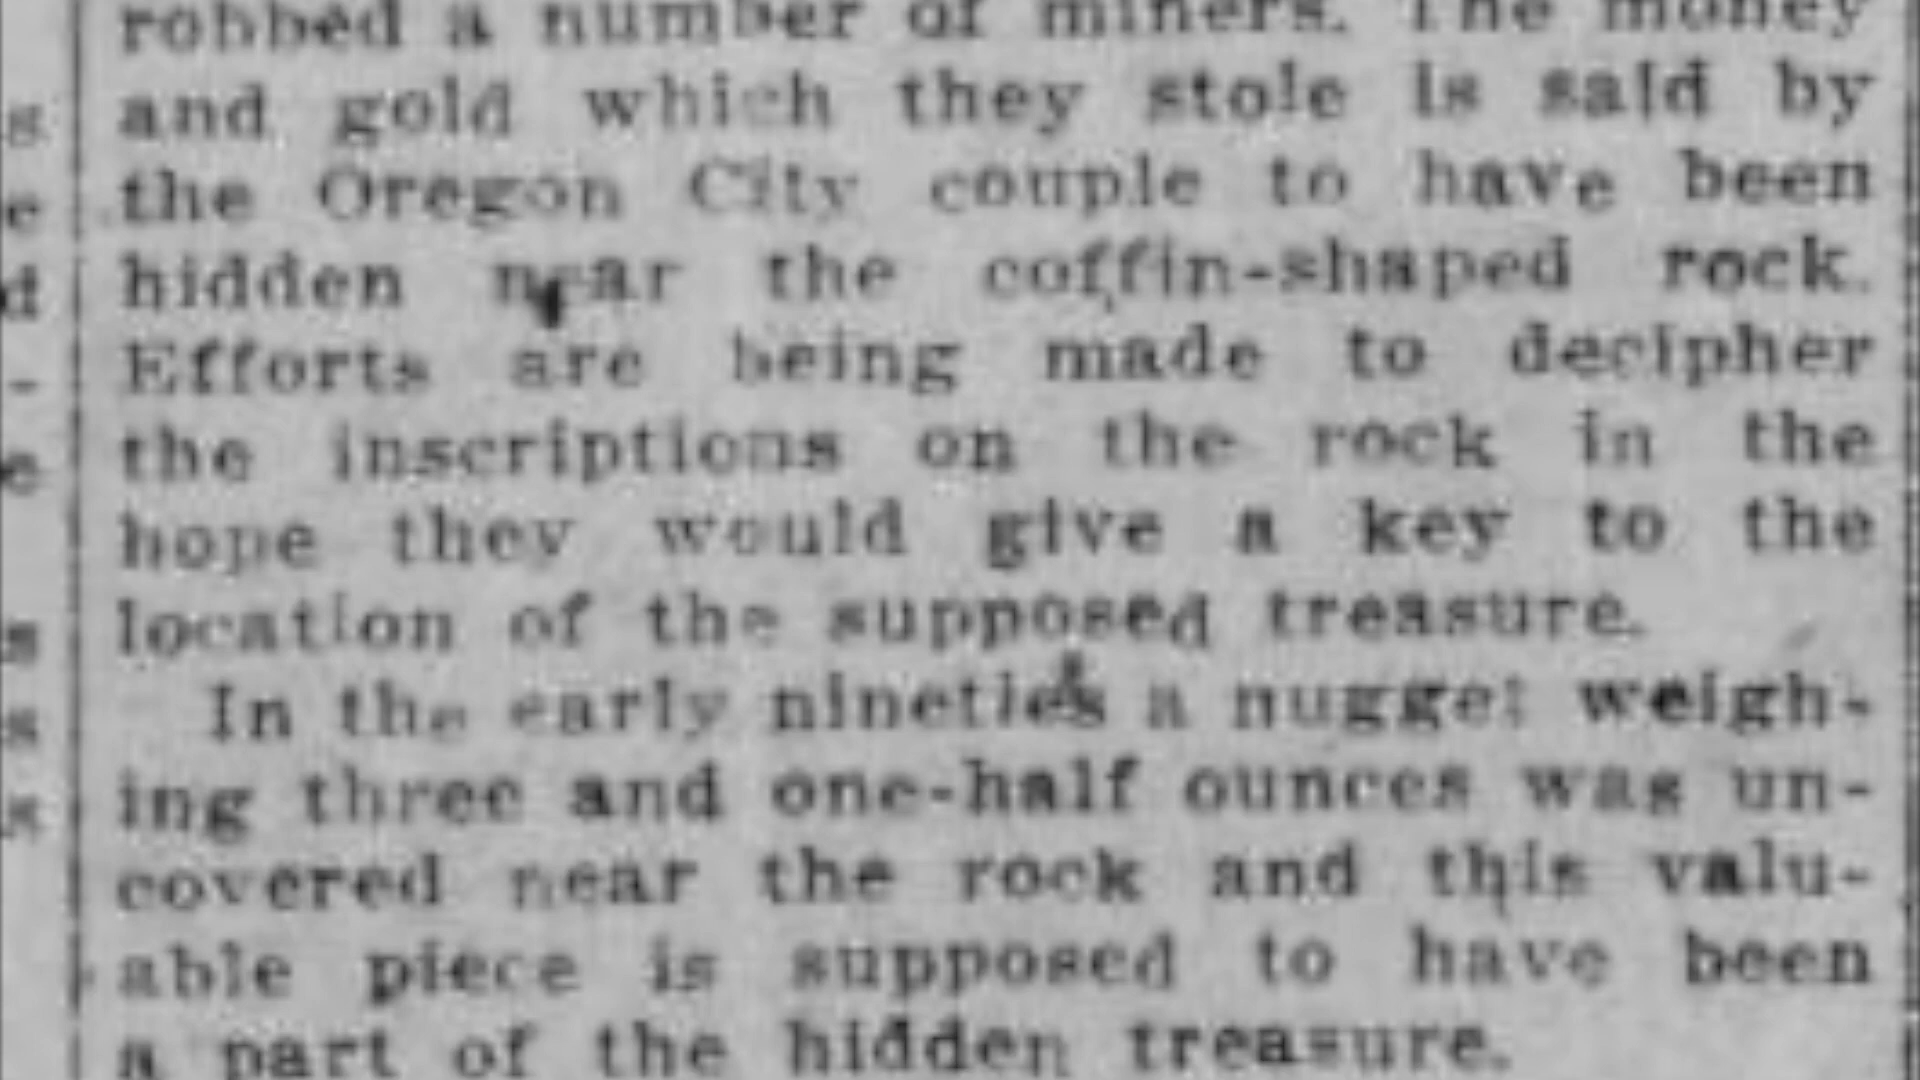 robbed a number of miners. The money
and gold which they stole is said by
the Oregon City couple to have been
hidden near the coffin-shaped rock.
Efforts are being made to decipher
the inscriptions on the rock in the
hope they would give a key to the
location of the supposed treasure.
In the early nineties a nugget weigh-
ing three and one-half ounces was un-
covered near the rock and this valu-
able piece is supposed to have been
a part of the hidden treasure.